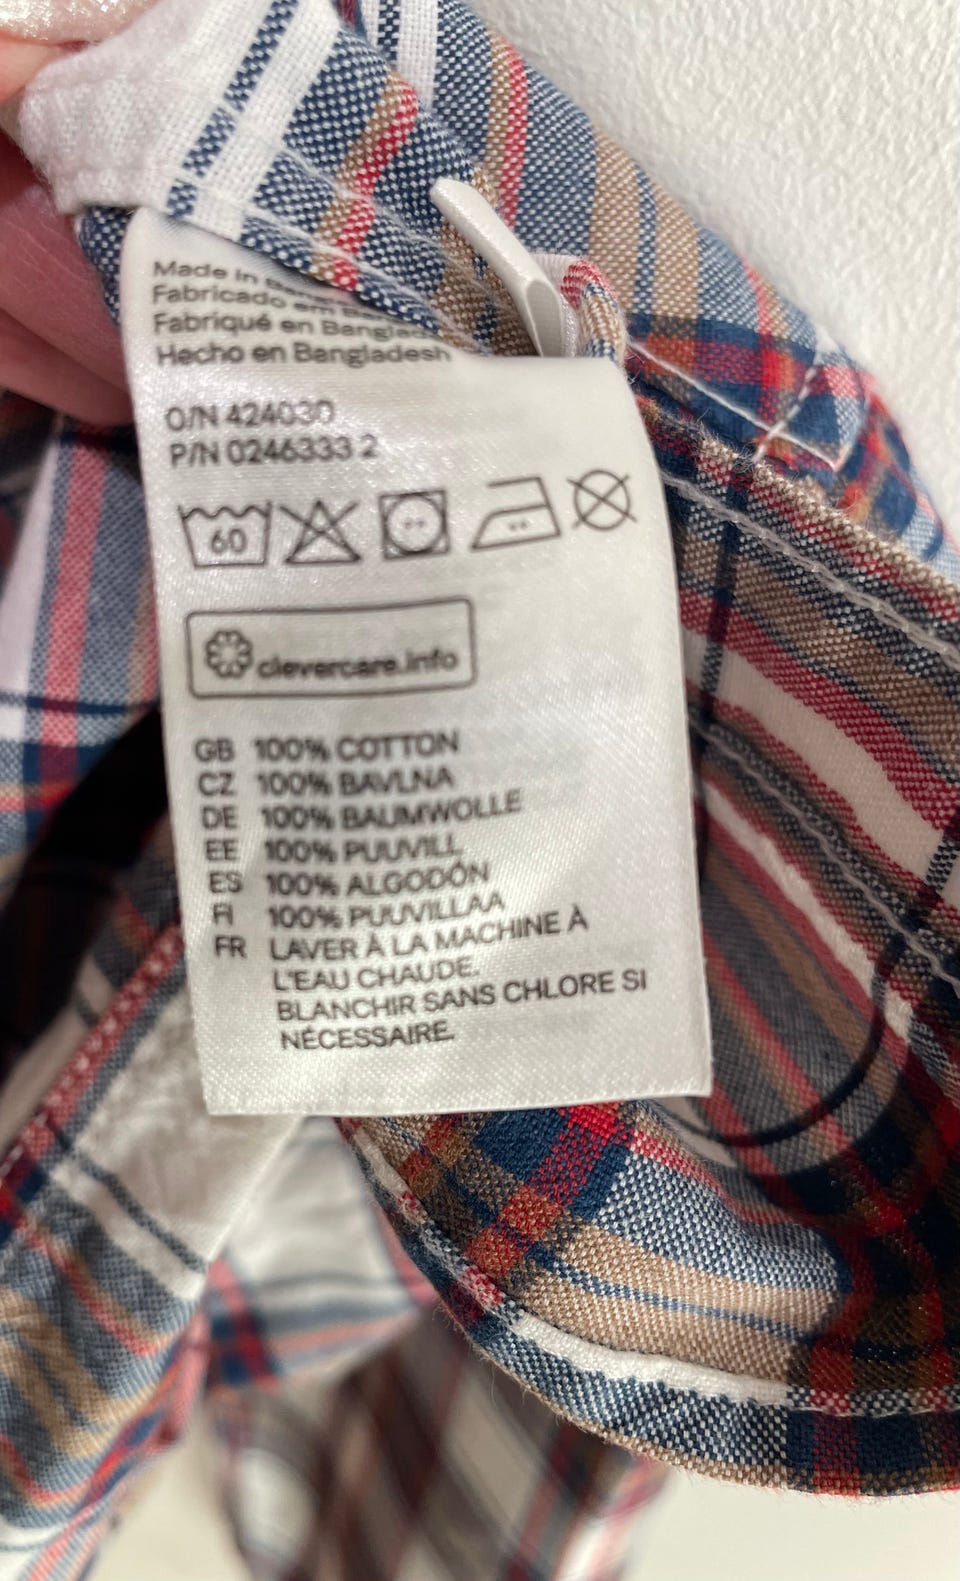 Made in
Fabricado em
Fabriqué en
Hecho en Bangladesh
O/N 424030
P/N 0246333 2
60
clevercare.info
GB 100% COTTON
CZ 100% BAVLNA
DE 100% BAUMWOLLE
EE 100% PUUVILL
ES 100% ALGODÓN
FI 100% PUUVILLAA
FR LAVER À LA MACHINE À
L'EAU CHAUDE.
BLANCHIR SANS CHLORE SI
NÉCESSAIRE.